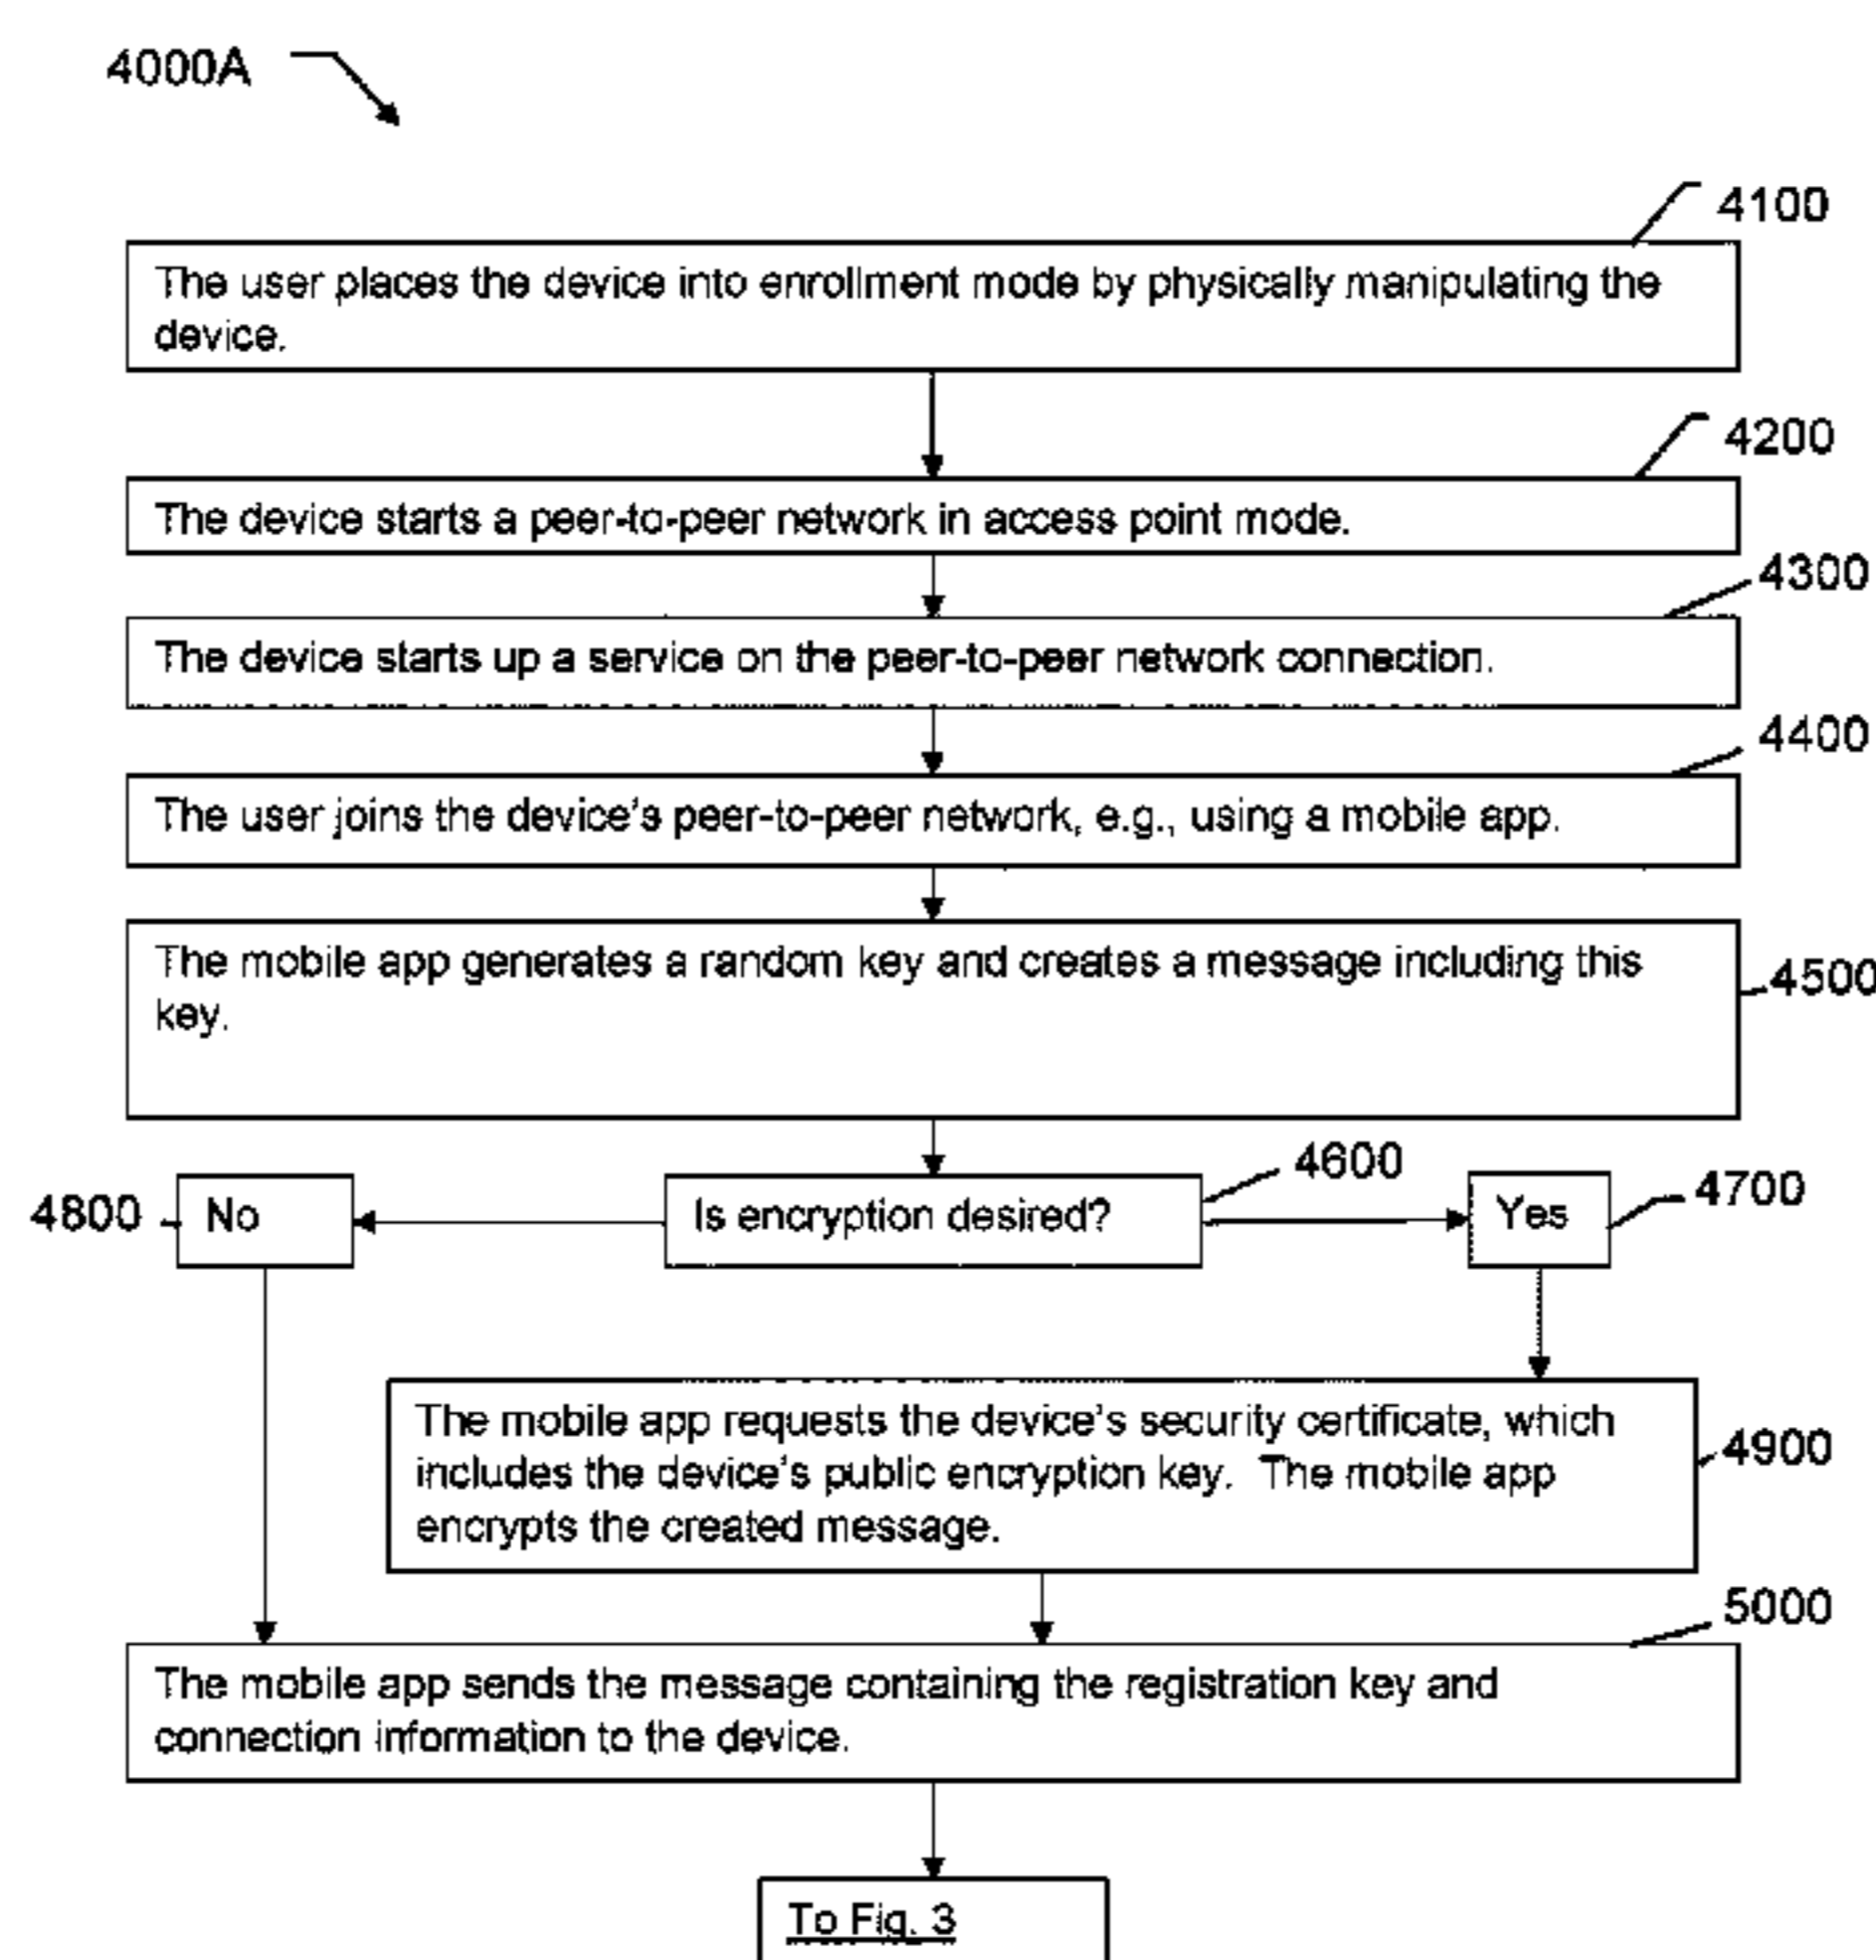 4000A
4100
The user places the device into enrollment mode by physically manipulating the
device.
4200
The device starts a peer-to-peer network in access point mode.
4300
The device starts up a service on the peer-to-peer network connection.
4400
The user joins the device's peer-to-peer network, e.g., using a mobile app.
The mobile app generates a random key and creates a message including this
key.
4500
4800
No
Is encryption desired?
4600
Yes
4700
The mobile app requests the device's security certificate, which
includes the device's public encryption key. The mobile app
encrypts the created message.
4900
5000
The mobile app sends the message containing the registration key and
connection information to the device.
To Fig. 3